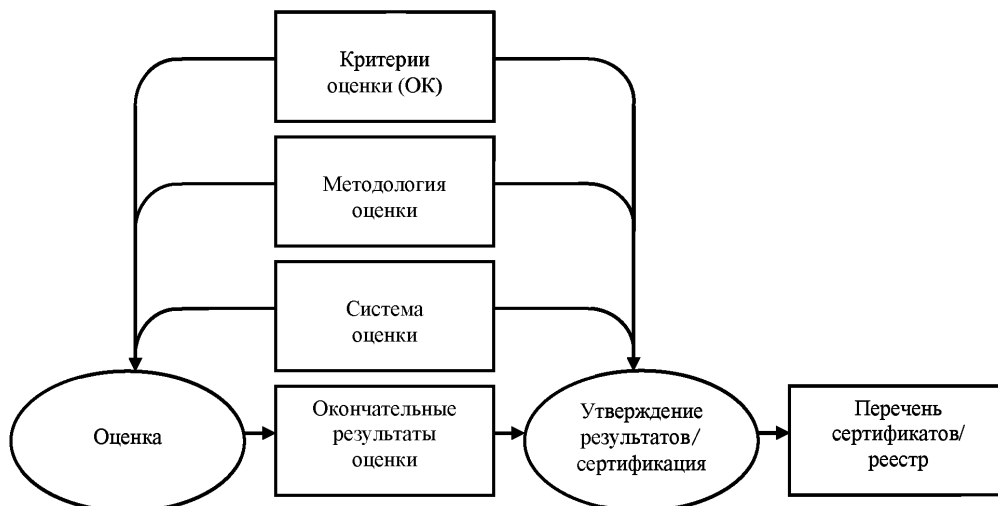 Критерии
оценки (ОК)
Методология
оценки
Система
оценки
Оценка
Окончательные
результаты
оценки
Утверждение
результатов/
сертификация
Перечень
сертификатов/
реестр